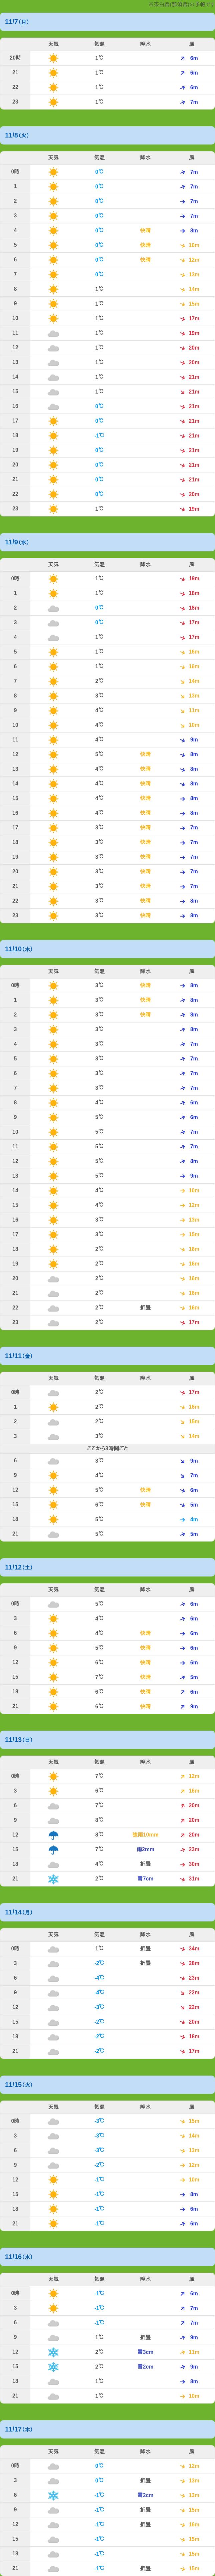 11/7(月)
天気 気温 降水 風
20時 1℃ 6m
21 1℃ 6m
22 1℃ 6m
23 1℃ 7m
11/8(火)
天気 気温 降水 風
0時 0℃ 7m
1 0℃ 7m
2 0℃ 7m
3 0℃ 7m
4 0℃ 快晴 8m
5 0℃ 快晴 10m
6 0℃ 快晴 12m
7 0℃ 13m
8 1℃ 14m
9 1℃ 15m
10 1℃ 17m
11 1℃ 19m
12 1℃ 20m
13 1℃ 20m
14 1℃ 21m
15 1℃ 21m
16 0℃ 21m
17 0℃ 21m
18 -1℃ 21m
19 0℃ 21m
20 0℃ 21m
21 0℃ 21m
22 0℃ 20m
23 1℃ 19m
11/9(水)
天気 気温 降水 風
0時 1℃ 19m
1 1℃ 18m
2 0℃ 18m
3 0℃ 17m
4 1℃ 17m
5 1℃ 16m
6 1℃ 16m
7 2℃ 14m
8 3℃ 13m
9 4℃ 11m
10 4℃ 10m
11 4℃ 9m
12 5℃ 快晴 8m
13 4℃ 快晴 8m
14 4℃ 快晴 8m
15 4℃ 快晴 8m
16 4℃ 快晴 8m
17 3℃ 快晴 7m
18 3℃ 快晴 7m
19 3℃ 快晴 7m
20 3℃ 快晴 7m
21 3℃ 快晴 7m
22 3℃ 快晴 8m
23 3℃ 快晴 8m
11/10(木)
天気 気温 降水 風
0時 3℃ 快晴 8m
1 3℃ 快晴 8m
2 3℃ 快晴 8m
3 3℃ 8m
4 3℃ 7m
5 3℃ 7m
6 3℃ 7m
7 3℃ 7m
8 4℃ 6m
9 5℃ 6m
10 5℃ 7m
11 5℃ 7m
12 5℃ 8m
13 5℃ 9m
14 4℃ 10m
15 4℃ 12m
16 3℃ 13m
17 3℃ 15m
18 2℃ 16m
19 2℃ 16m
20 2℃ 16m
21 2℃ 16m
22 2℃ 折曇 16m
23 2℃ 17m
11/11(金)
天気 気温 降水 風
0時 2℃ 17m
1 2℃ 16m
2 2℃ 15m
3 3℃ 14m
ここから3時間ごと
6 3℃ 9m
9 4℃ 7m
12 5℃ 快晴 6m
15 6℃ 快晴 5m
18 5℃ 4m
21 5℃ 5m
11/12(土)
天気 気温 降水 風
0時 5℃ 6m
3 4℃ 6m
6 4℃ 快晴 6m
9 5℃ 快晴 6m
12 6℃ 快晴 6m
15 7℃ 快晴 5m
18 6℃ 快晴 6m
21 6℃ 快晴 9m
11/13(日)
天気 気温 降水 風
0時 7℃ 12m
3 6℃ 16m
6 7℃ 20m
9 8℃ 20m
12 8℃ 強雨10mm 20m
15 7℃ 雨2mm 23m
18 4℃ 折曇 30m
21 2℃ 雪7cm 31m
11/14(月)
天気 気温 降水 風
0時 1℃ 折曇 34m
3 -2℃ 折曇 28m
6 -4℃ 23m
9 -4℃ 22m
12 -3℃ 22m
15 -2℃ 20m
18 -2℃ 18m
21 -2℃ 17m
11/15(火)
天気 気温 降水 風
0時 -3℃ 15m
3 -3℃ 14m
6 -3℃ 13m
9 -2℃ 12m
12 -1℃ 10m
15 -1℃ 8m
18 -1℃ 6m
21 -1℃ 6m
11/16(水)
天気 気温 降水 風
0時 -1℃ 6m
3 -1℃ 7m
6 -1℃ 7m
9 1℃ 折曇 9m
12 2℃ 雪3cm 11m
15 2℃ 雪2cm 9m
18 1℃ 8m
21 1℃ 10m
11/17(木)
天気 気温 降水 風
0時 0℃ 12m
3 0℃ 折曇 13m
6 -1℃ 雪2cm 12m
9 -1℃ 折曇 15m
12 -1℃ 折曇 16m
15 -1℃ 15m
18 -1℃ 15m
21 -1℃ 折曇 15m